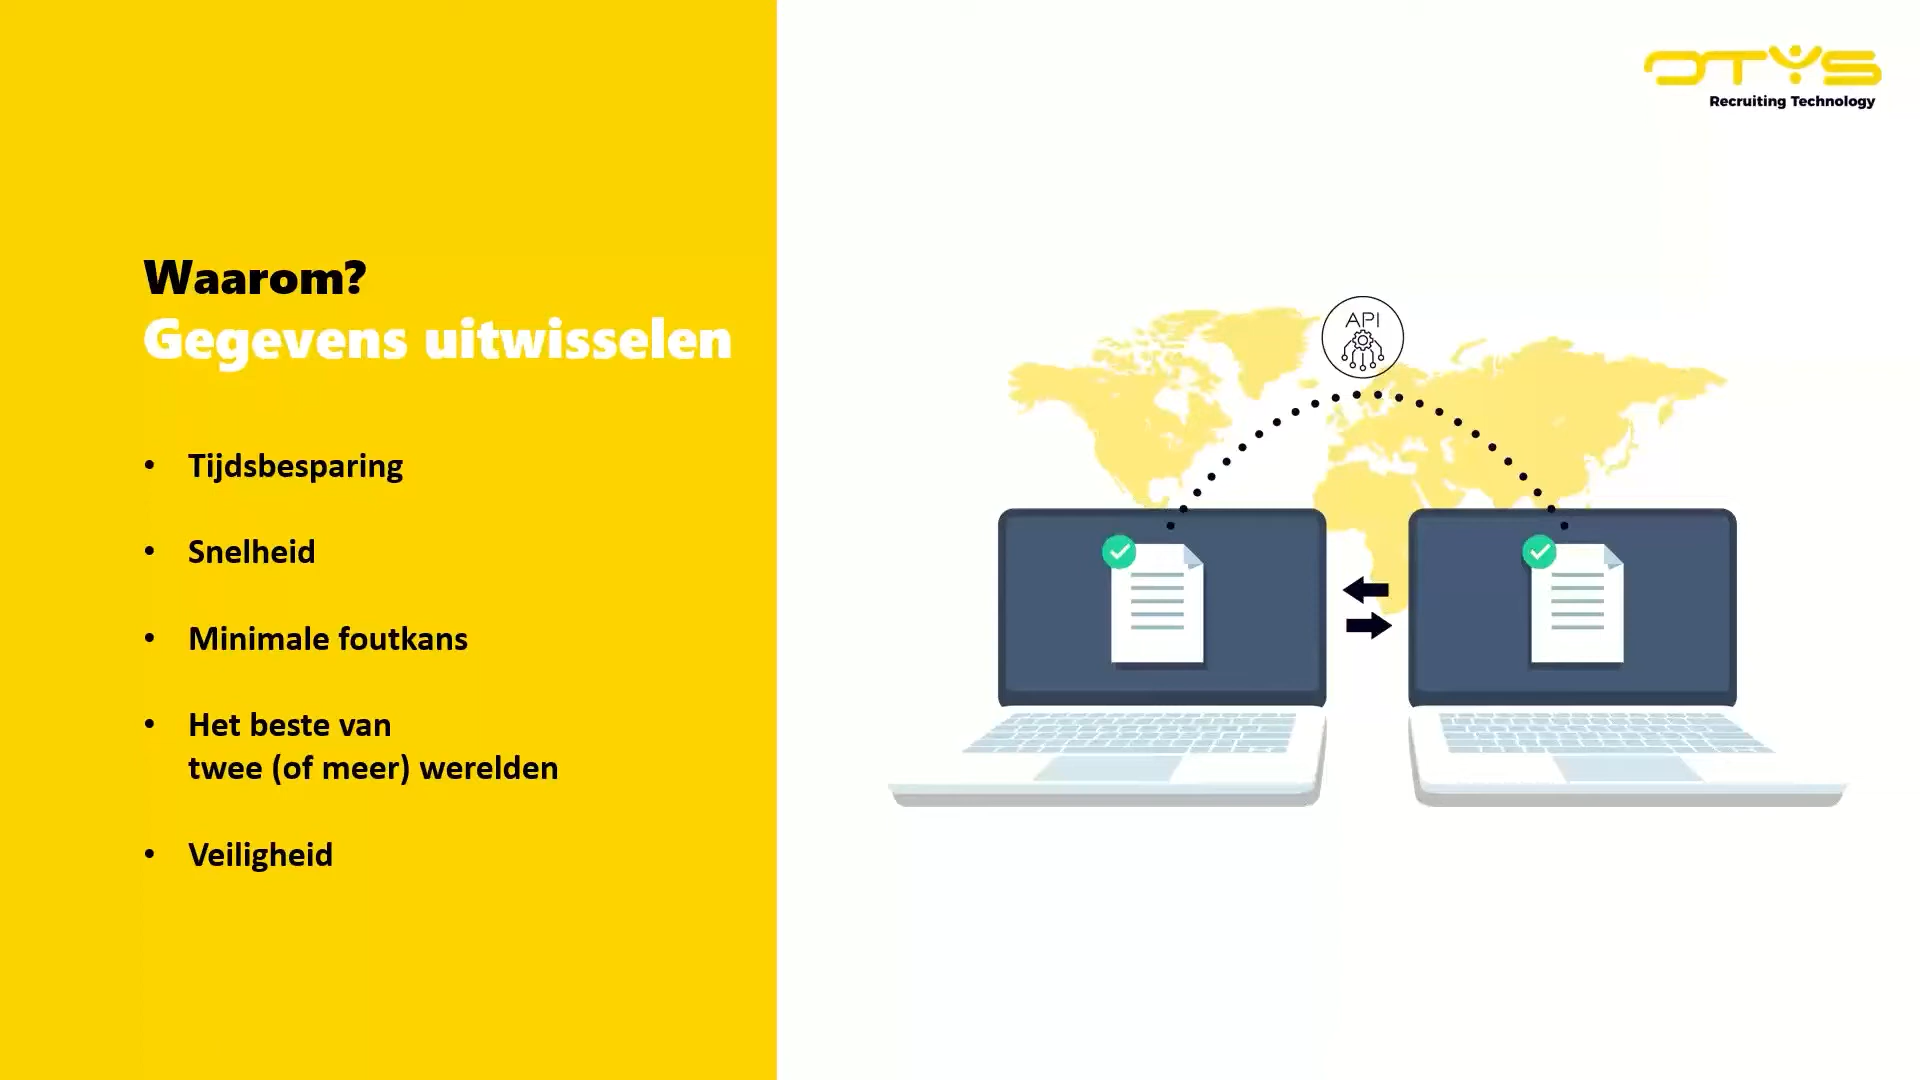 OTYS
Recruiting Technology
Waarom?
Gegevens uitwisselen
• Tijdsbesparing
• Snelheid
• Minimale foutkans
• Het beste van
twee (of meer) werelden
• Veiligheid
API